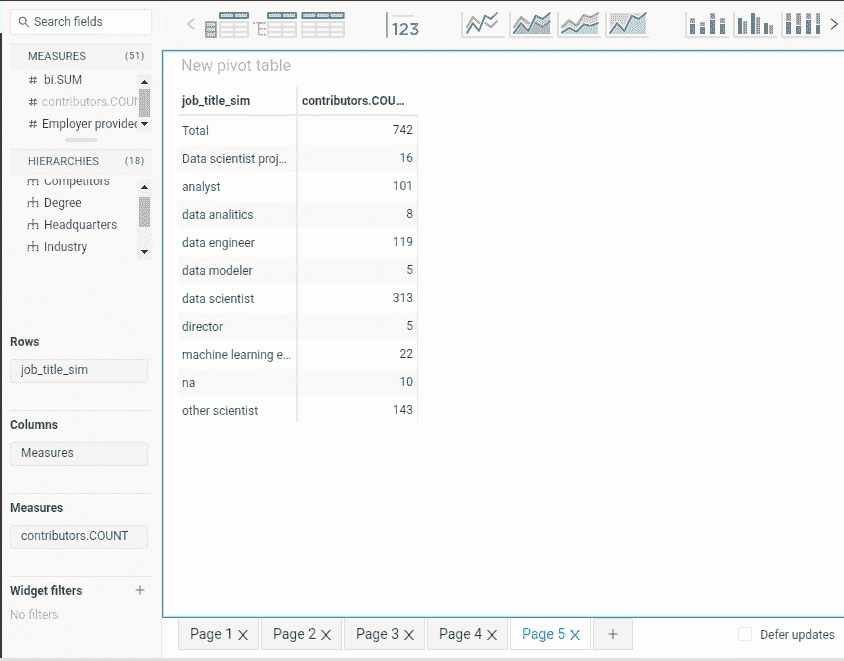 Search fields
MEASURES (51)
# bi.SUM
# contributors.COUN
# Employer provided
HIERARCHIES (18)
Competitors
Degree
Headquarters
Industry
Rows
job_title_sim
Columns
Measures
Measures
contributors.COUNT
Widget filters +
No filters
123
New pivot table
job_title_sim contributors.COU...
Total 742
Data scientist proj... 16
analyst 101
data analitics 8
data engineer 119
data modeler 5
data scientist 313
director 5
machine learning e... 22
na 10
other scientist 143
Page 1 X Page 2 X Page 3 X Page 4 X Page 5 X + Defer updates